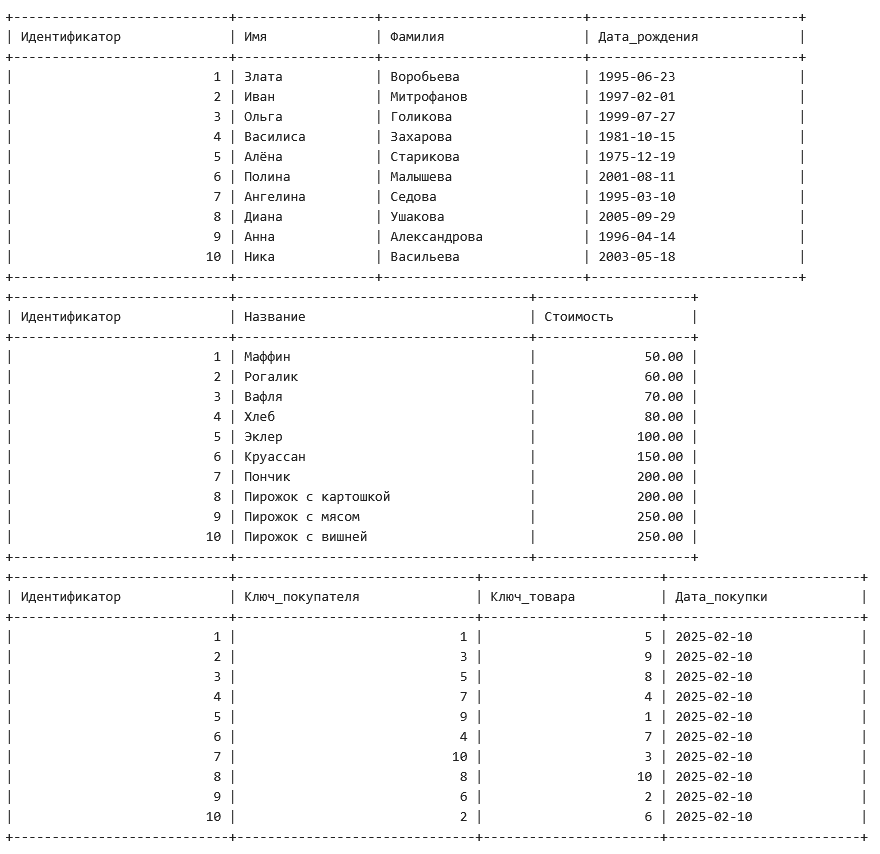 Идентификатор | Имя | Фамилия | Дата_рождения
1 | Злата | Воробьева | 1995-06-23
2 | Иван | Митрофанов | 1997-02-01
3 | Ольга | Голикова | 1999-07-27
4 | Василиса | Захарова | 1981-10-15
5 | Алёна | Старикова | 1975-12-19
6 | Полина | Малышева | 2001-08-11
7 | Ангелина | Седова | 1995-03-10
8 | Диана | Ушакова | 2005-09-29
9 | Анна | Александрова | 1996-04-14
10 | Ника | Васильева | 2003-05-18
Идентификатор | Название | Стоимость
1 | Маффин | 50.00
2 | Рогалик | 60.00
3 | Вафля | 70.00
4 | Хлеб | 80.00
5 | Эклер | 100.00
6 | Круассан | 150.00
7 | Пончик | 200.00
8 | Пирожок с картошкой | 200.00
9 | Пирожок с мясом | 250.00
10 | Пирожок с вишней | 250.00
Идентификатор | Ключ_покупателя | Ключ_товара | Дата_покупки
1 | 1 | 5 | 2025-02-10
2 | 3 | 9 | 2025-02-10
3 | 5 | 8 | 2025-02-10
4 | 7 | 4 | 2025-02-10
5 | 9 | 1 | 2025-02-10
6 | 4 | 7 | 2025-02-10
7 | 10 | 3 | 2025-02-10
8 | 8 | 10 | 2025-02-10
9 | 6 | 2 | 2025-02-10
10 | 2 | 6 | 2025-02-10